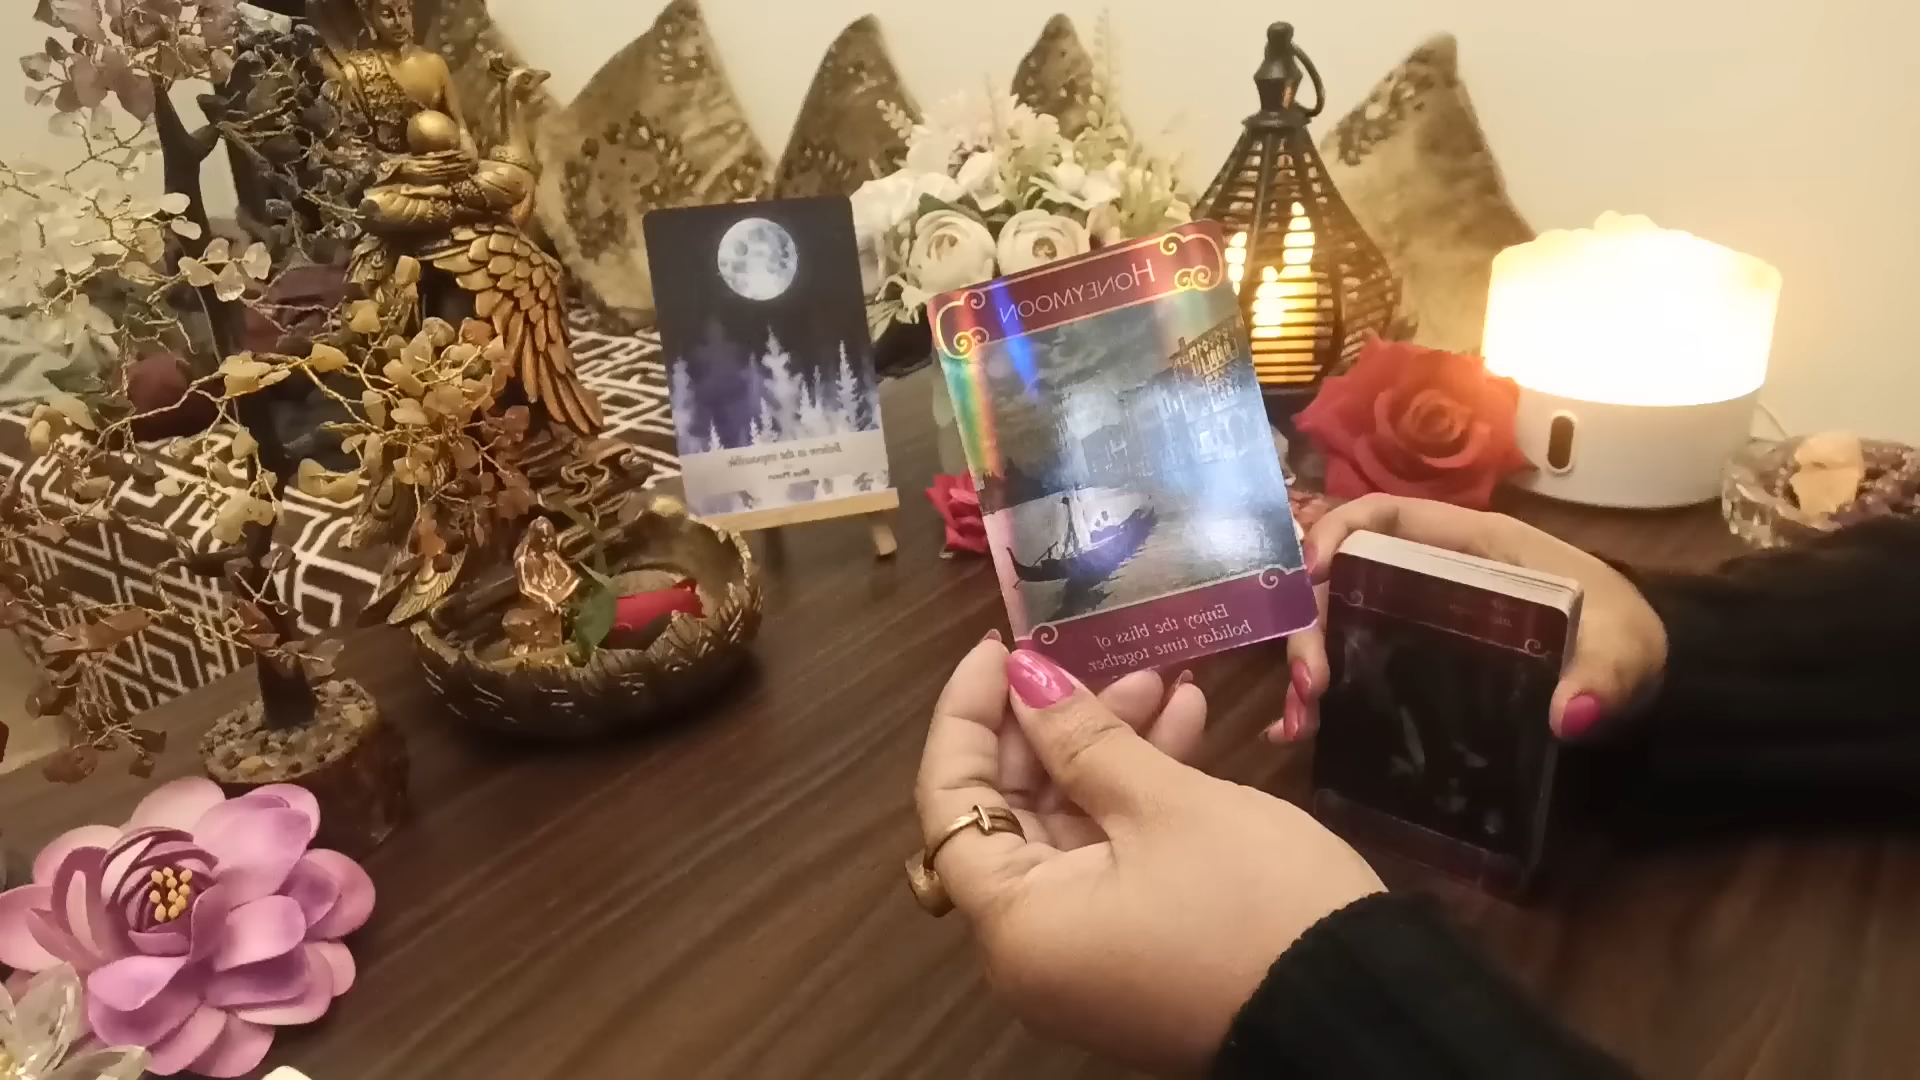 HONEYMOON
Enjoy the bliss of
holiday time together.
Believe in the impossible
Blue Moon